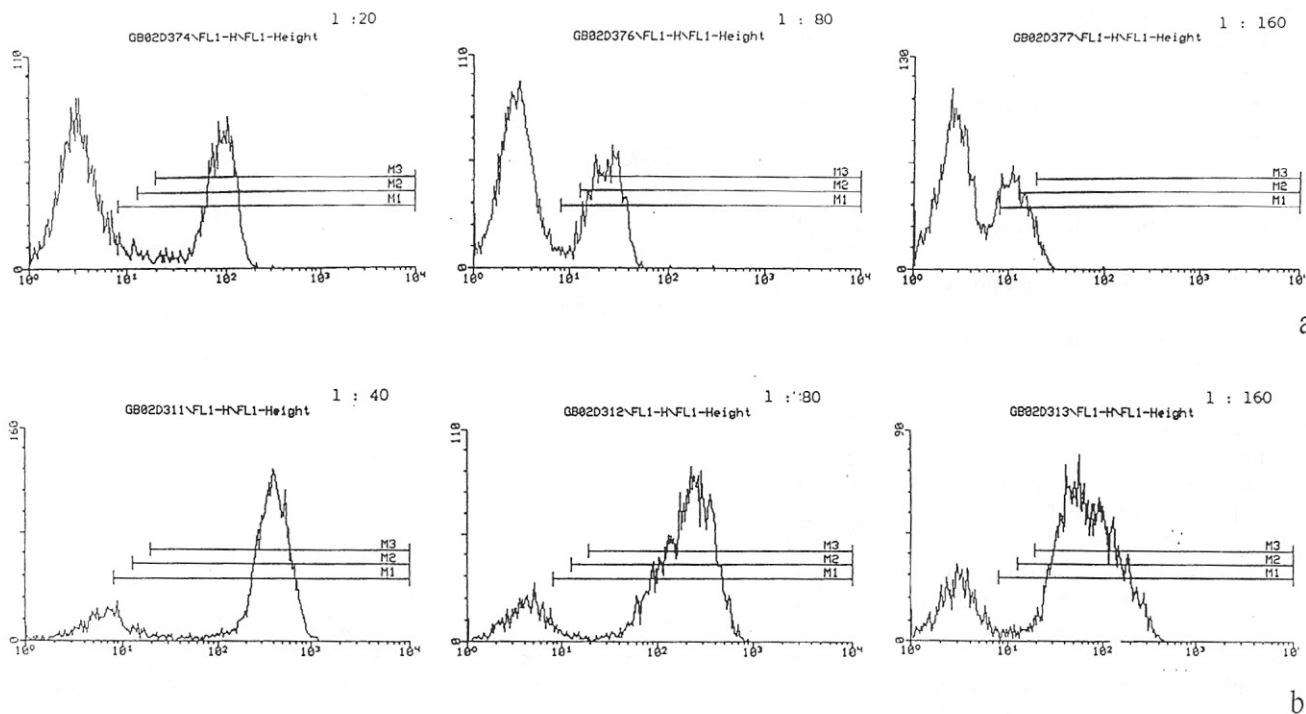 1 :20
GB02D374\FL1-H\FL1-Height
110
M3
M2
M1
0
10⁰ 10¹ 10² 10³ 10⁴
1 : 80
GB02D376\FL1-H\FL1-Height
110
M3
M2
M1
0
10⁰ 10¹ 10² 10³ 10⁴
1 : 160
GB02D377\FL1-H\FL1-Height
130
M3
M2
M1
0
10⁰ 10¹ 10² 10³
a
1 : 40
GB02D311\FL1-H\FL1-Height
160
M3
M2
M1
0
10⁰ 10¹ 10² 10³ 10⁴
1 : 80
GB02D312\FL1-H\FL1-Height
110
M3
M2
M1
0
10⁰ 10¹ 10² 10³ 10⁴
1 : 160
GB02D313\FL1-H\FL1-Height
90
M3
M2
M1
0
10⁰ 10¹ 10² 10³ 10⁴
b